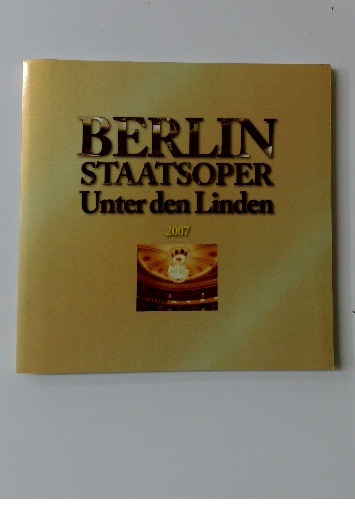 BERLIN
STAATSOPER
Unter den Linden
2007